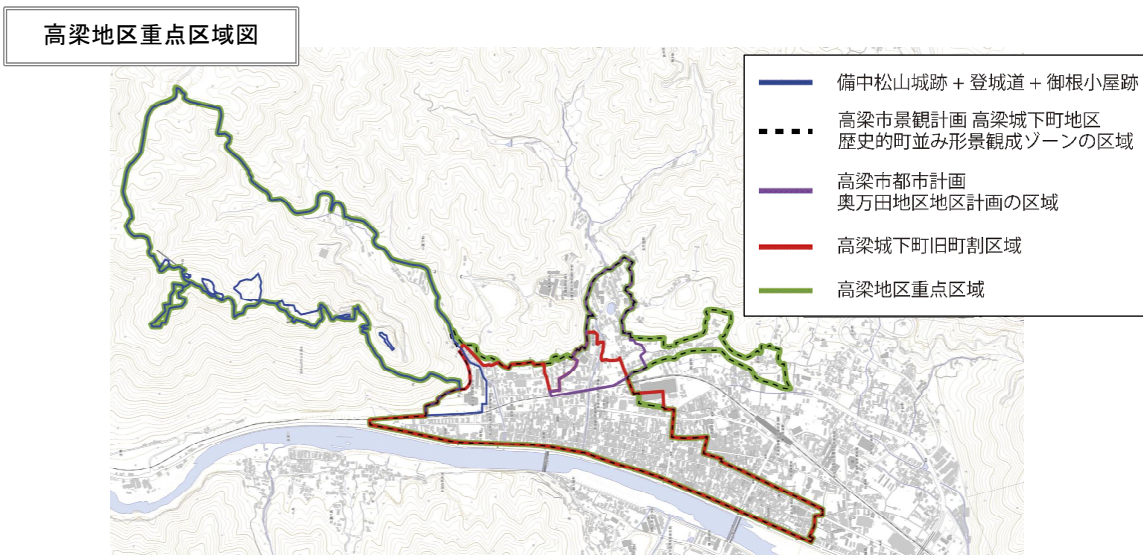 高梁地区重点区域図
備中松山城跡 + 登城道 + 御根小屋跡
高梁市景観計画 高梁城下町地区
歴史的町並み形景観成ゾーンの区域
高梁市都市計画
奥万田地区地区計画の区域
高梁城下町旧町割区域
高梁地区重点区域